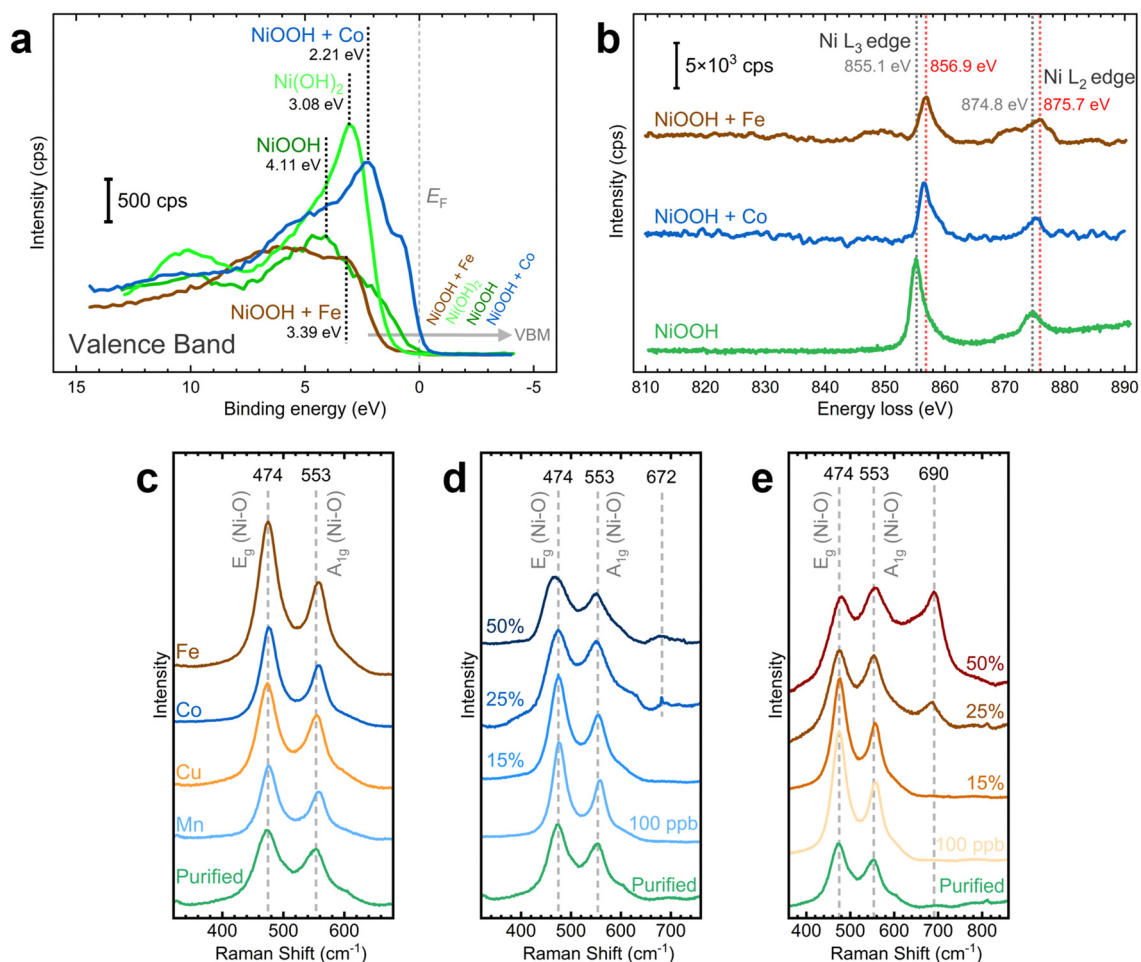 a
NiOOH + Co
2.21 eV
Ni(OH)2
3.08 eV
NiOOH
4.11 eV
500 cps
EF
NiOOH + Fe
Ni(OH)2
NiOOH
NiOOH + Co
NiOOH + Fe
3.39 eV
VBM
Valence Band
Intensity (cps)
15 10 5 0 -5
Binding energy (eV)
b
5×10³ cps
Ni L3 edge
855.1 eV
856.9 eV
Ni L2 edge
874.8 eV
875.7 eV
NiOOH + Fe
NiOOH + Co
NiOOH
Intensity (cps)
810 820 830 840 850 860 870 880 890
Energy loss (eV)
c
474 553
Eg (Ni-O)
A1g (Ni-O)
Fe
Co
Cu
Mn
Purified
Intensity
400 500 600
Raman Shift (cm-1)
d
474 553 672
Eg (Ni-O)
A1g (Ni-O)
50%
25%
15%
100 ppb
Purified
Intensity
400 500 600 700
Raman Shift (cm-1)
e
474 553 690
Eg (Ni-O)
A1g (Ni-O)
50%
25%
15%
100 ppb
Purified
Intensity
400 500 600 700 800
Raman Shift (cm-1)